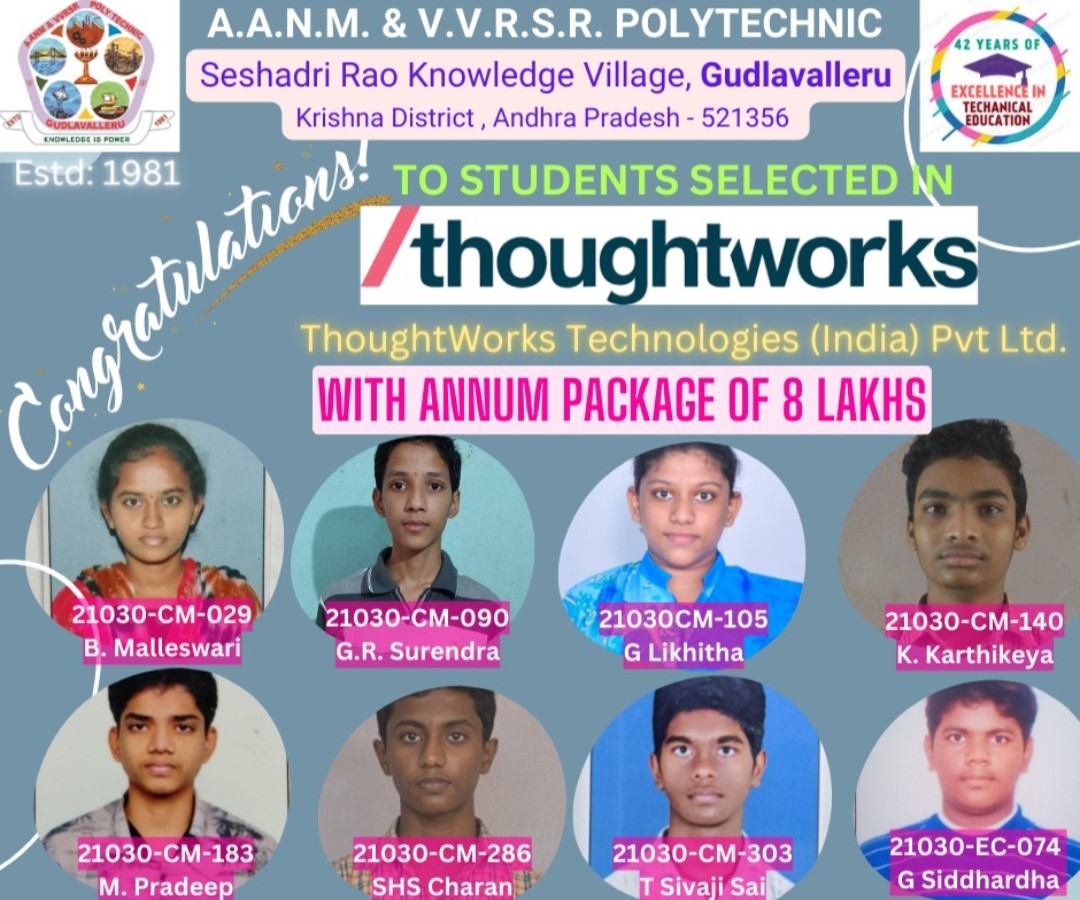 A.A.N.M. & V.V.R.S.R. POLYTECHNIC
Seshadri Rao Knowledge Village, Gudlavalleru
Krishna District , Andhra Pradesh - 521356
GUDLAVALLERU
KNOWLEDGE IS POWER
42 YEARS OF
EXCELLENCE IN
TECHANICAL
EDUCATION
Estd: 1981
Congratulations!
TO STUDENTS SELECTED IN
/thoughtworks
ThoughtWorks Technologies (India) Pvt Ltd.
WITH ANNUM PACKAGE OF 8 LAKHS
21030-CM-029
B. Malleswari
21030-CM-090
G.R. Surendra
21030CM-105
G Likhitha
21030-CM-140
K. Karthikeya
21030-CM-183
M. Pradeep
21030-CM-286
SHS Charan
21030-CM-303
T Sivaji Sai
21030-EC-074
G Siddhardha